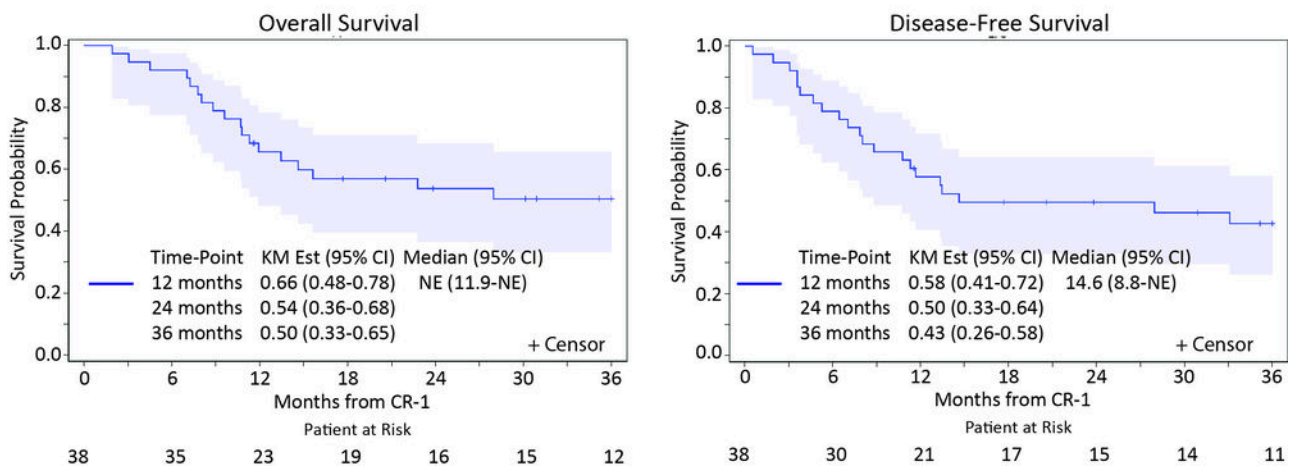 Overall Survival
Survival Probability
1.0
0.8
0.6
0.4
0.2
0.0
Time-Point KM Est (95% CI) Median (95% CI)
12 months 0.66 (0.48-0.78) NE (11.9-NE)
24 months 0.54 (0.36-0.68)
36 months 0.50 (0.33-0.65)
+ Censor
0 6 12 18 24 30 36
Months from CR-1
Patient at Risk
38 35 23 19 16 15 12
Disease-Free Survival
Survival Probability
1.0
0.8
0.6
0.4
0.2
0.0
Time-Point KM Est (95% CI) Median (95% CI)
12 months 0.58 (0.41-0.72) 14.6 (8.8-NE)
24 months 0.50 (0.33-0.64)
36 months 0.43 (0.26-0.58)
+ Censor
0 6 12 18 24 30 36
Months from CR-1
Patient at Risk
38 30 21 17 15 14 11